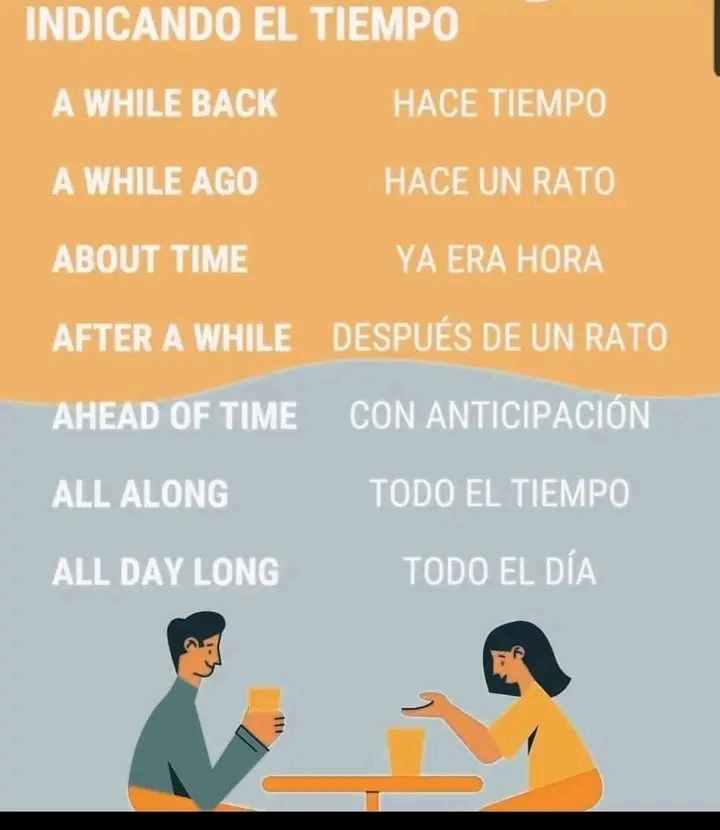 INDICANDO EL TIEMPO
A WHILE BACK HACE TIEMPO
A WHILE AGO HACE UN RATO
ABOUT TIME YA ERA HORA
AFTER A WHILE DESPUÉS DE UN RATO
AHEAD OF TIME CON ANTICIPACIÓN
ALL ALONG TODO EL TIEMPO
ALL DAY LONG TODO EL DÍA